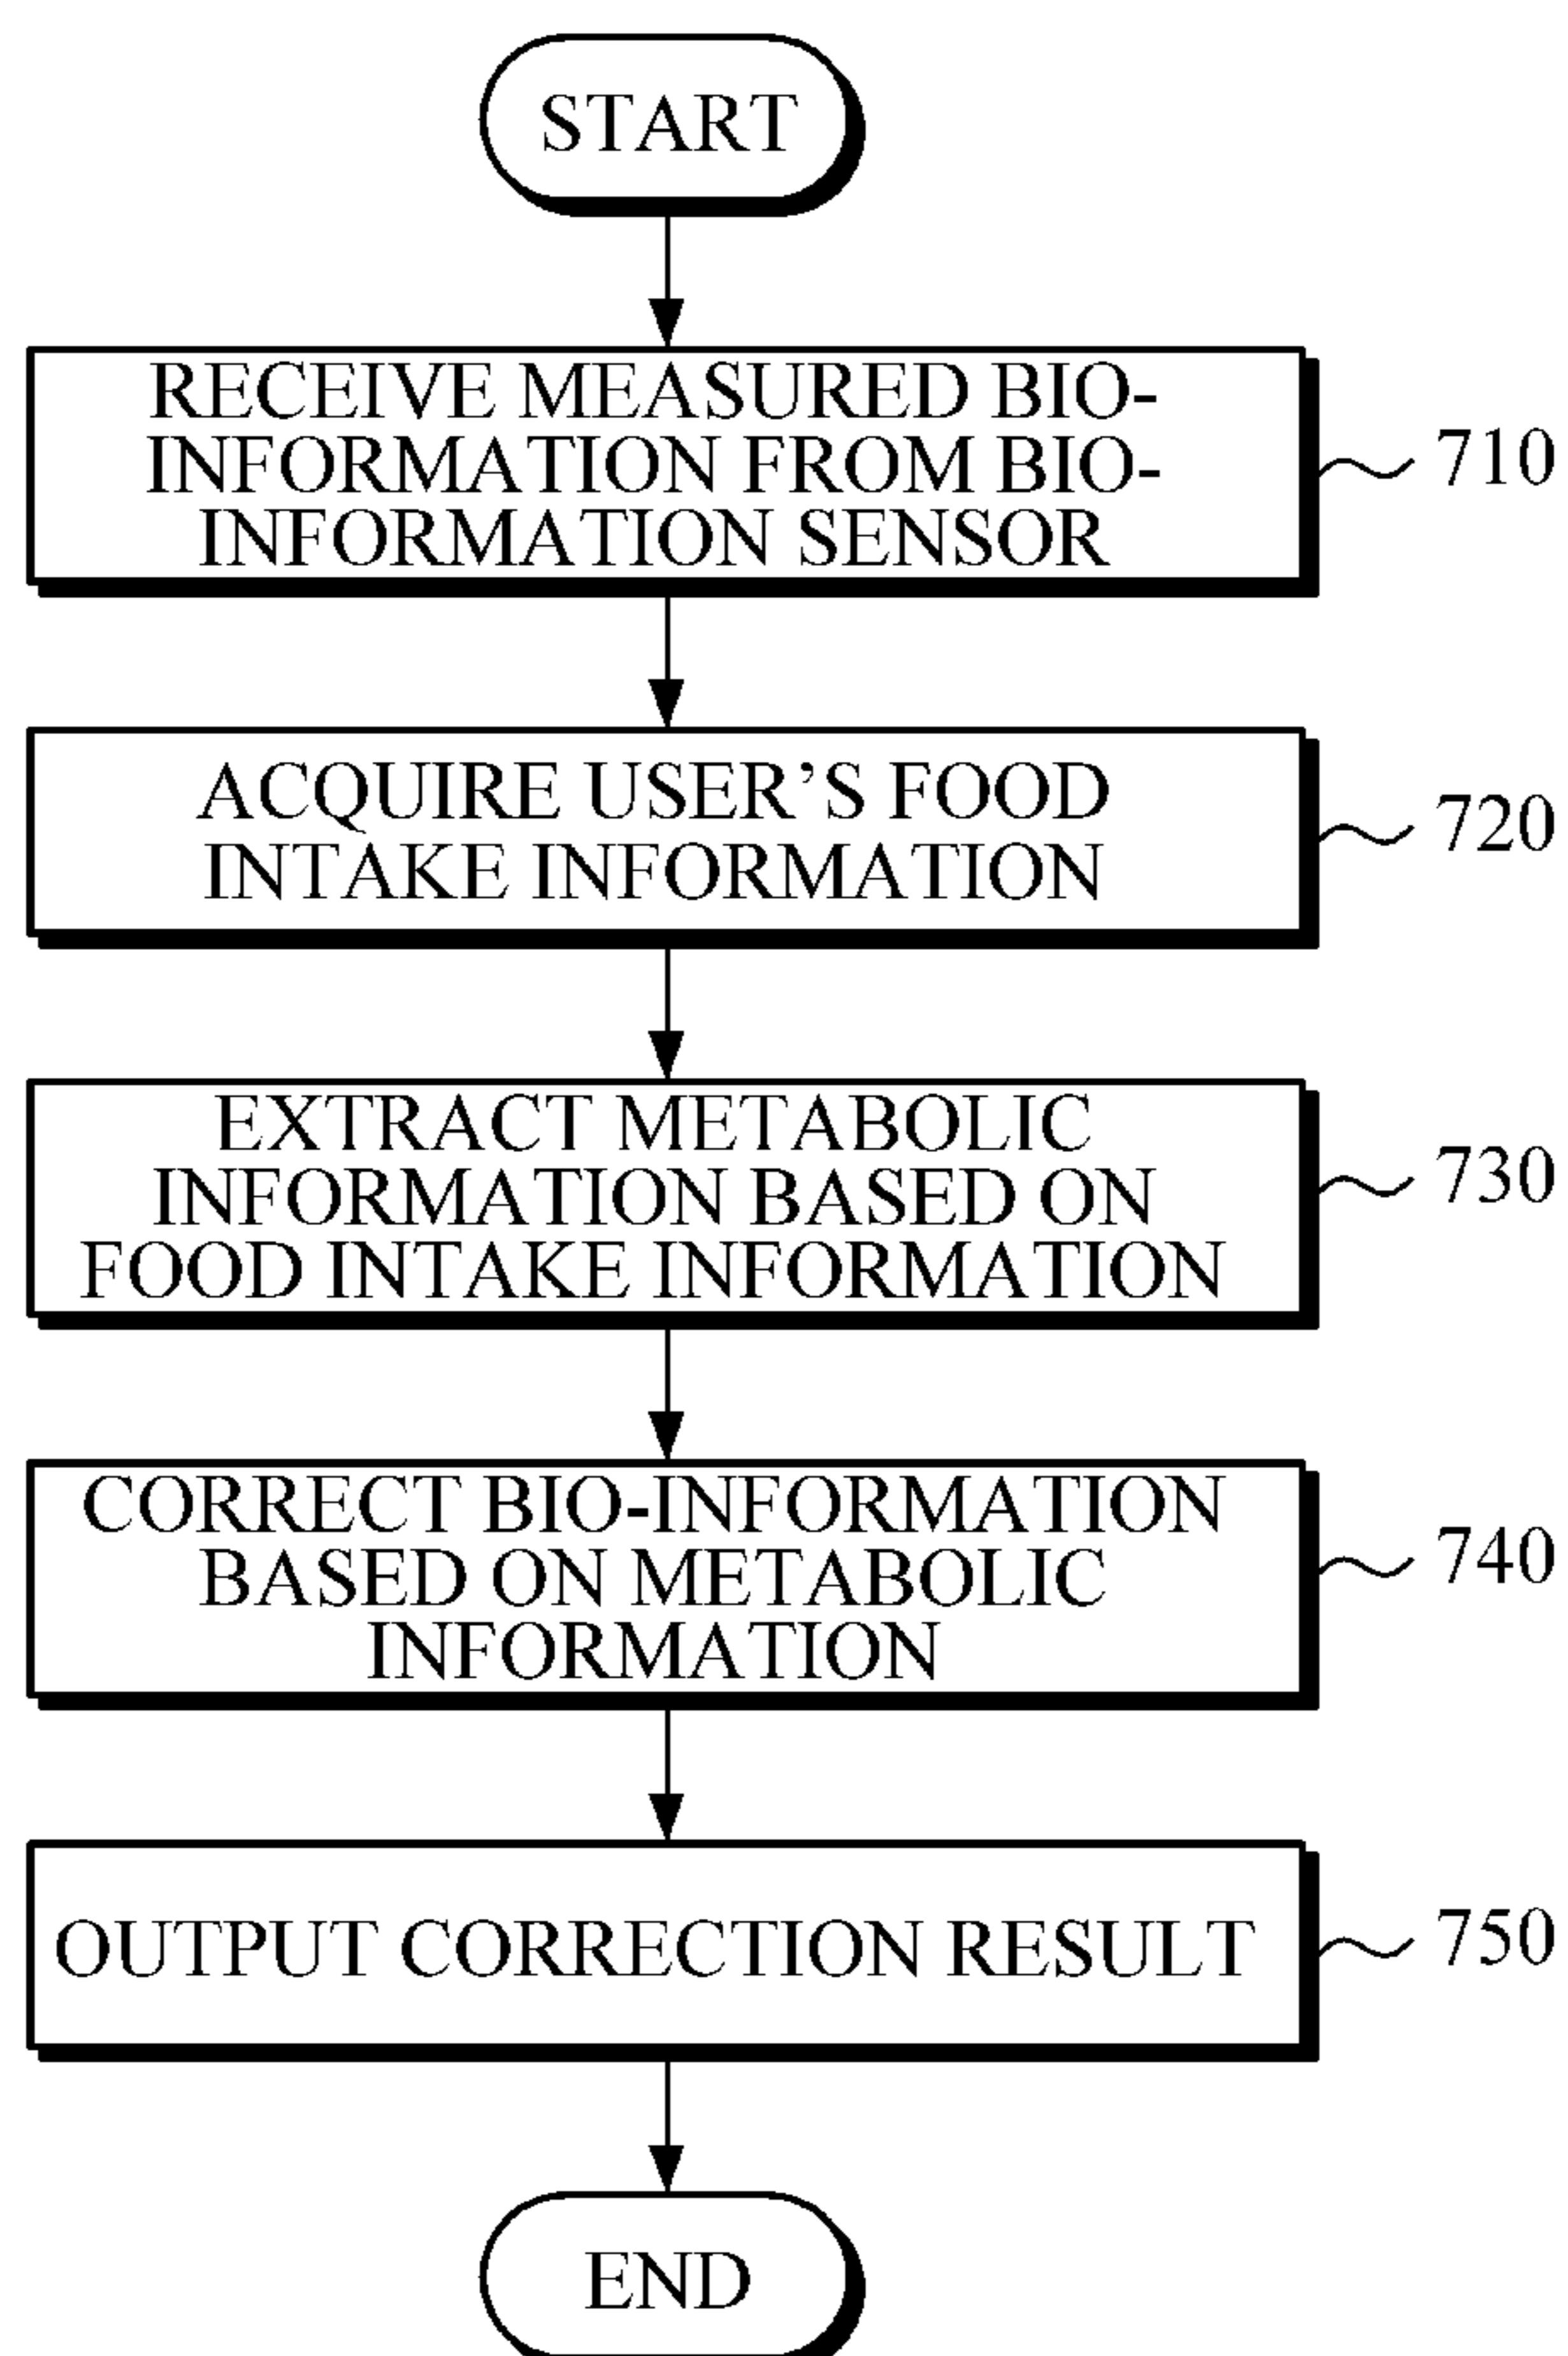 START
RECEIVE MEASURED BIO-
INFORMATION FROM BIO-
INFORMATION SENSOR
710
ACQUIRE USER’S FOOD
INTAKE INFORMATION
720
EXTRACT METABOLIC
INFORMATION BASED ON
FOOD INTAKE INFORMATION
730
CORRECT BIO-INFORMATION
BASED ON METABOLIC
INFORMATION
740
OUTPUT CORRECTION RESULT
750
END